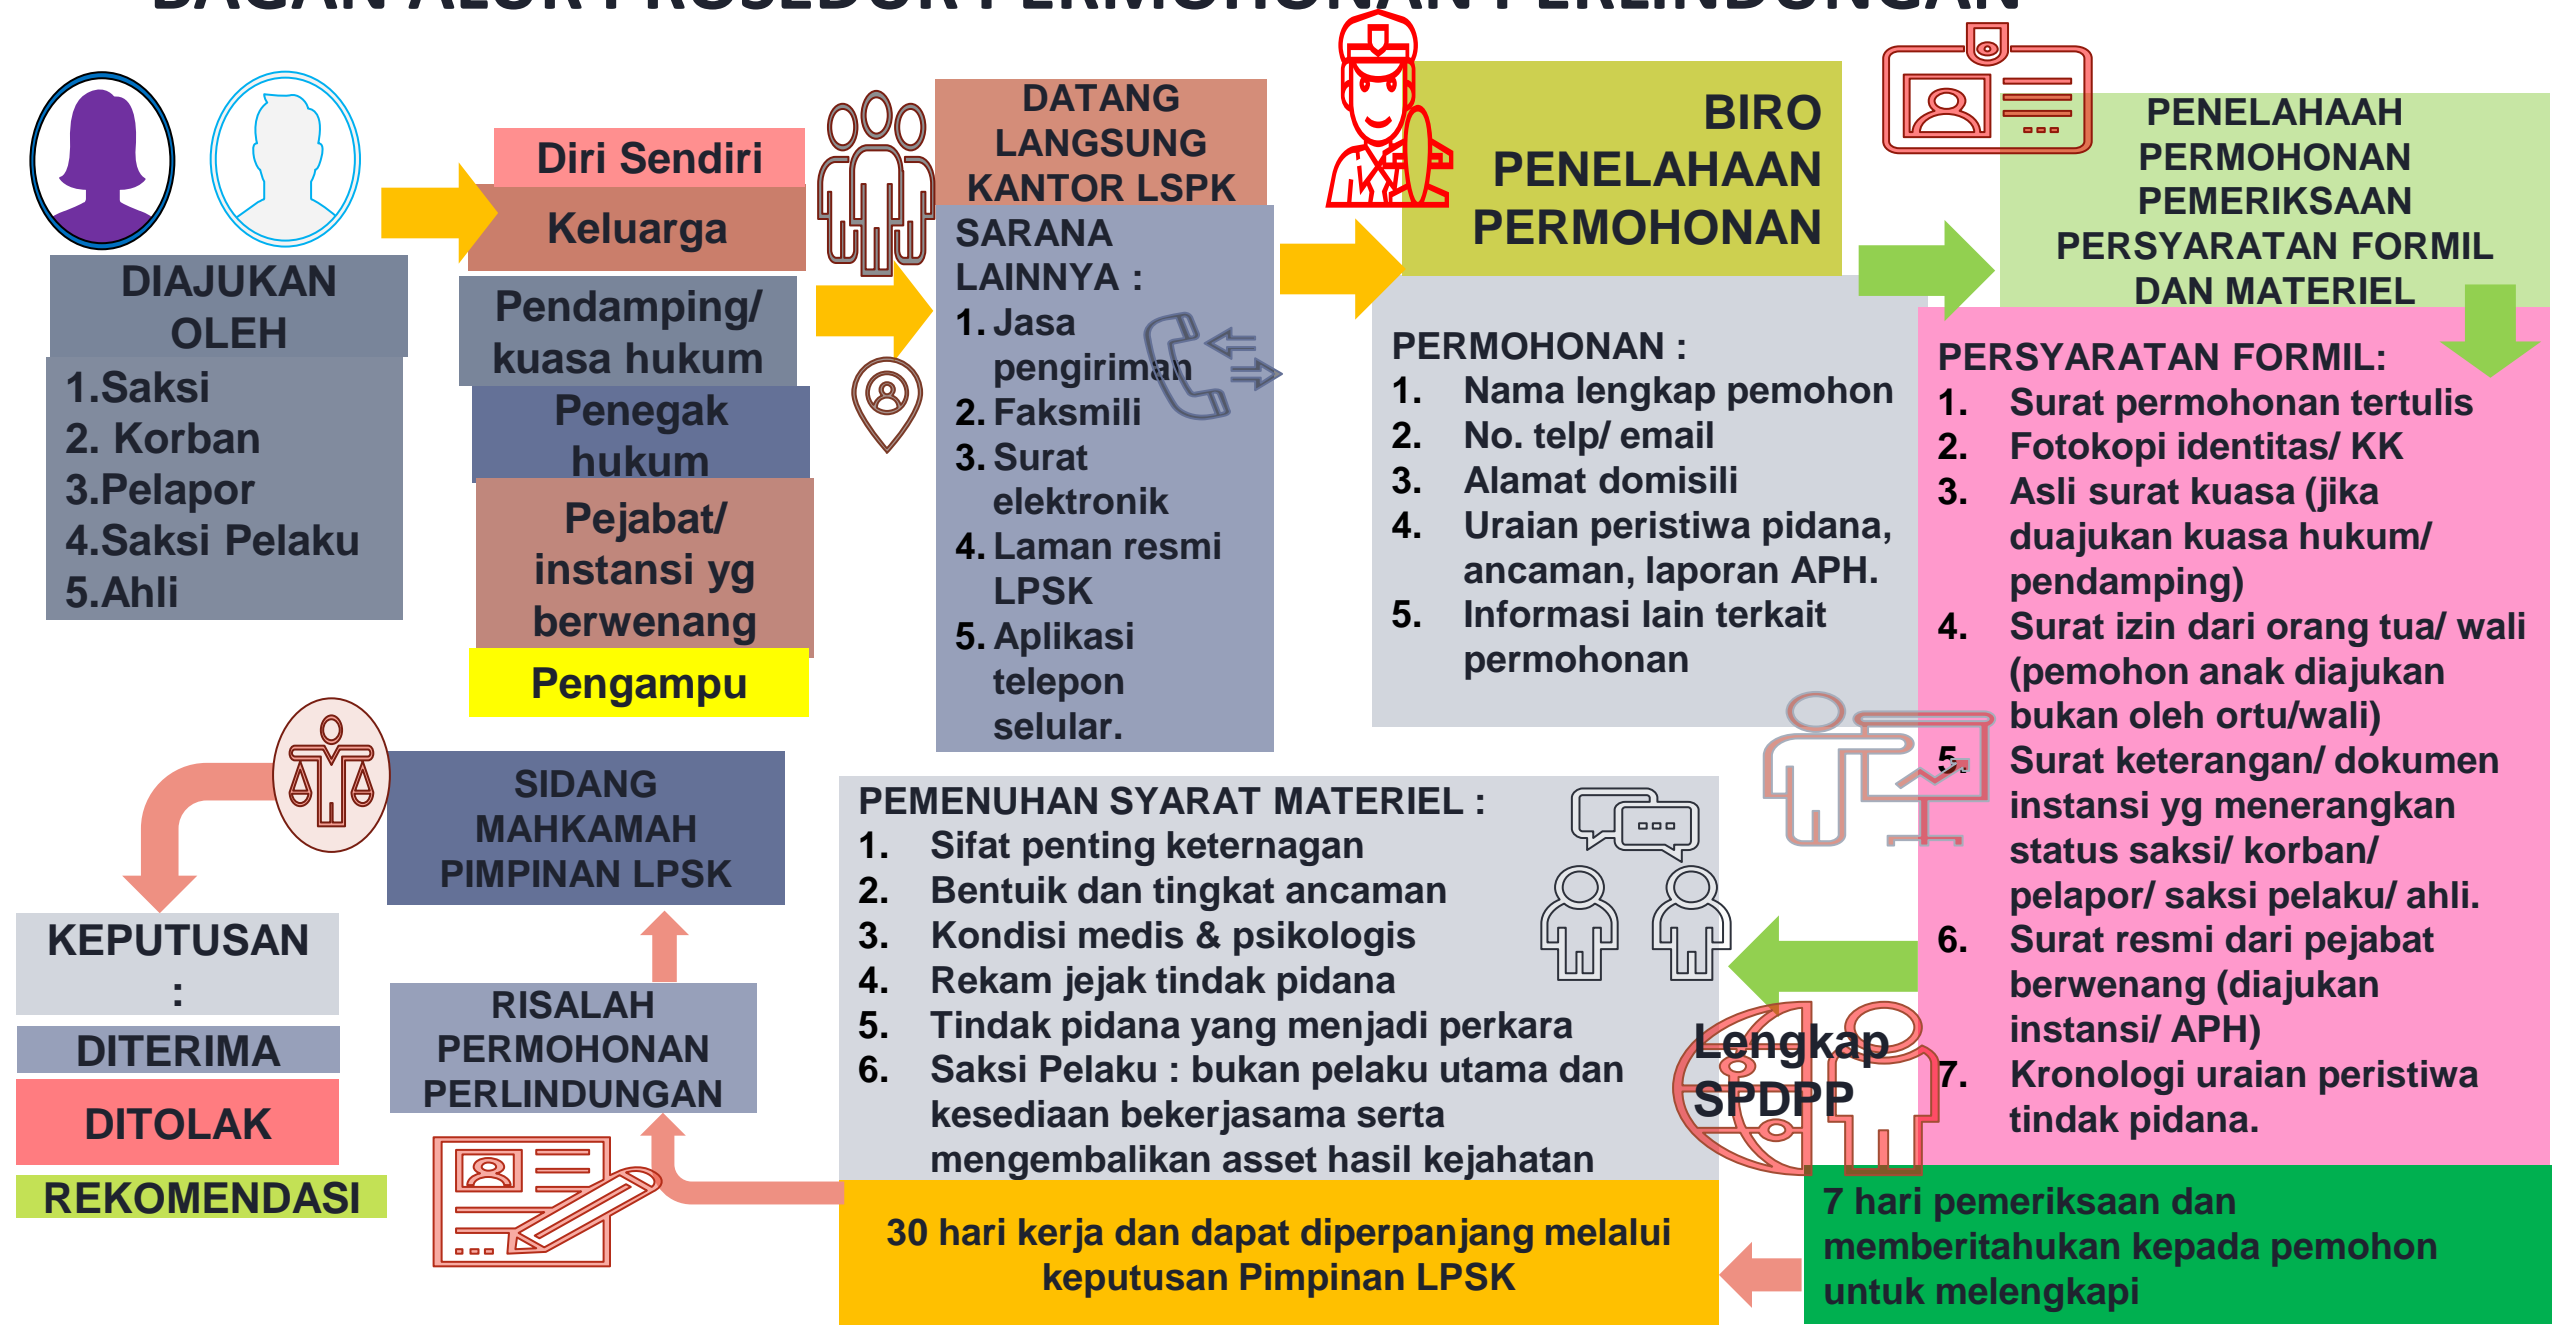 BAGAN ALUR PROSEDUR PERMOHONAN PERLINDUNGAN
DIAJUKAN
OLEH
1.Saksi
2. Korban
3.Pelapor
4.Saksi Pelaku
5.Ahli
Diri Sendiri
Keluarga
Pendamping/
kuasa hukum
Penegak
hukum
Pejabat/
instansi yg
berwenang
Pengampu
DATANG
LANGSUNG
KANTOR LSPK
SARANA
LAINNYA :
1. Jasa
pengiriman
2. Faksmili
3. Surat
elektronik
4. Laman resmi
LPSK
5. Aplikasi
telepon
selular.
BIRO
PENELAHAAN
PERMOHONAN
PERMOHONAN :
1. Nama lengkap pemohon
2. No. telp/ email
3. Alamat domisili
4. Uraian peristiwa pidana,
ancaman, laporan APH.
5. Informasi lain terkait
permohonan
PENELAHAAH
PERMOHONAN
PEMERIKSAAN
PERSYARATAN FORMIL
DAN MATERIEL
PERSYARATAN FORMIL:
1. Surat permohonan tertulis
2. Fotokopi identitas/ KK
3. Asli surat kuasa (jika
duajukan kuasa hukum/
pendamping)
4. Surat izin dari orang tua/ wali
(pemohon anak diajukan
bukan oleh ortu/wali)
5. Surat keterangan/ dokumen
instansi yg menerangkan
status saksi/ korban/
pelapor/ saksi pelaku/ ahli.
6. Surat resmi dari pejabat
berwenang (diajukan
instansi/ APH)
7. Kronologi uraian peristiwa
tindak pidana.
7 hari pemeriksaan dan
memberitahukan kepada pemohon
untuk melengkapi
Lengkap
SPDPP
PEMENUHAN SYARAT MATERIEL :
1. Sifat penting keternagan
2. Bentuik dan tingkat ancaman
3. Kondisi medis & psikologis
4. Rekam jejak tindak pidana
5. Tindak pidana yang menjadi perkara
6. Saksi Pelaku : bukan pelaku utama dan
kesediaan bekerjasama serta
mengembalikan asset hasil kejahatan
30 hari kerja dan dapat diperpanjang melalui
keputusan Pimpinan LPSK
RISALAH
PERMOHONAN
PERLINDUNGAN
SIDANG
MAHKAMAH
PIMPINAN LPSK
KEPUTUSAN
:
DITERIMA
DITOLAK
REKOMENDASI